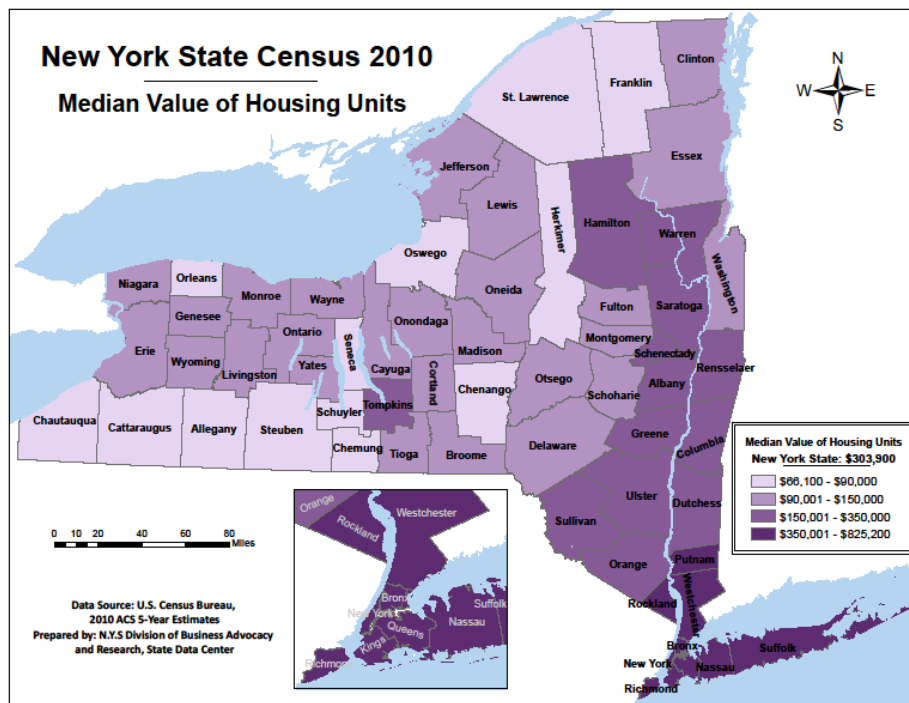 New York State Census 2010
Median Value of Housing Units
N
W E
S
Clinton
Franklin
St. Lawrence
Essex
Jefferson
Lewis
Hamilton
Herkimer
Warren
Washington
Oswego
Orleans
Niagara
Monroe
Wayne
Oneida
Saratoga
Fulton
Genesee
Onondaga
Ontario
Seneca
Montgomery
Erie
Wyoming
Livingston
Yates
Cayuga
Madison
Schenectady
Rensselaer
Cortland
Otsego
Schoharie
Albany
Chenango
Tompkins
Schuyler
Chautauqua
Cattaraugus
Allegany
Steuben
Chemung
Tioga
Broome
Delaware
Greene
Columbia
Ulster
Dutchess
Sullivan
Orange
Putnam
Rockland
Westchester
Bronx
New York
Nassau
Suffolk
Richmond
Median Value of Housing Units
New York State: $303,900
$66,100 - $90,000
$90,001 - $150,000
$150,001 - $350,000
$350,001 - $825,200
Orange
Rockland
Westchester
Bronx
New York
Queens
Kings
Nassau
Suffolk
Richmon
0 10 20 40 60 80
Miles
Data Source: U.S. Census Bureau,
2010 ACS 5-Year Estimates
Prepared by: N.Y.S Division of Business Advocacy
and Research, State Data Center